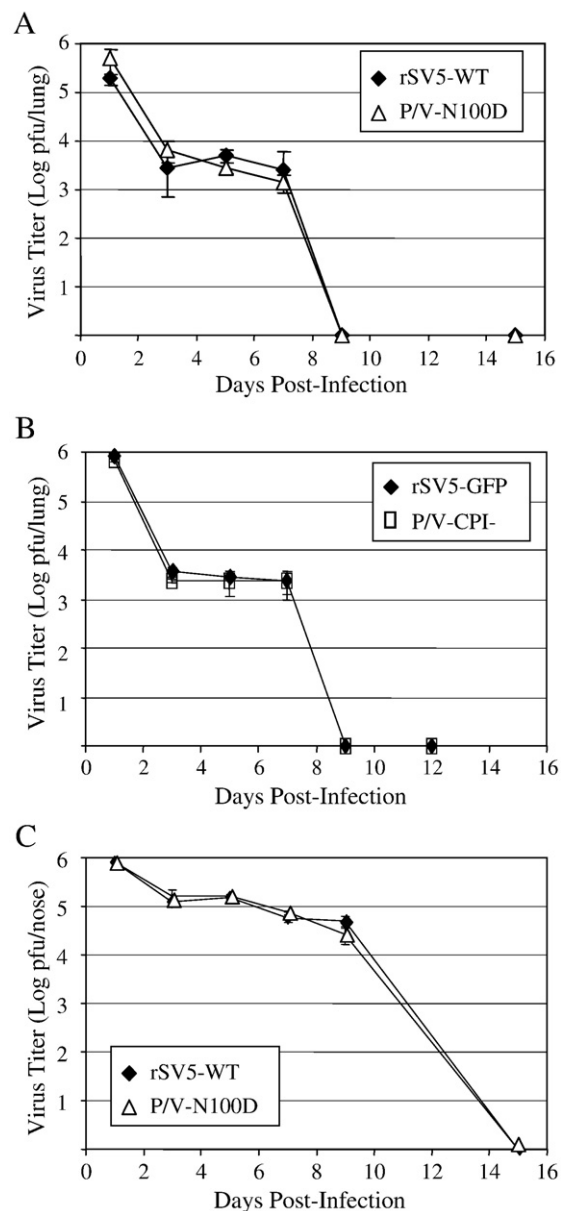 A
Virus Titer (Log pfu/lung)
6
5
4
3
2
1
rSV5-WT
P/V-N100D
0 2 4 6 8 10 12 14 16
Days Post-Infection
B
Virus Titer (Log pfu/lung)
6
5
4
3
2
1
rSV5-GFP
P/V-CPI-
0 2 4 6 8 10 12 14 16
Days Post-Infection
C
Virus Titer (Log pfu/nose)
6
5
4
3
2
1
rSV5-WT
P/V-N100D
0 2 4 6 8 10 12 14 16
Days Post-Infection